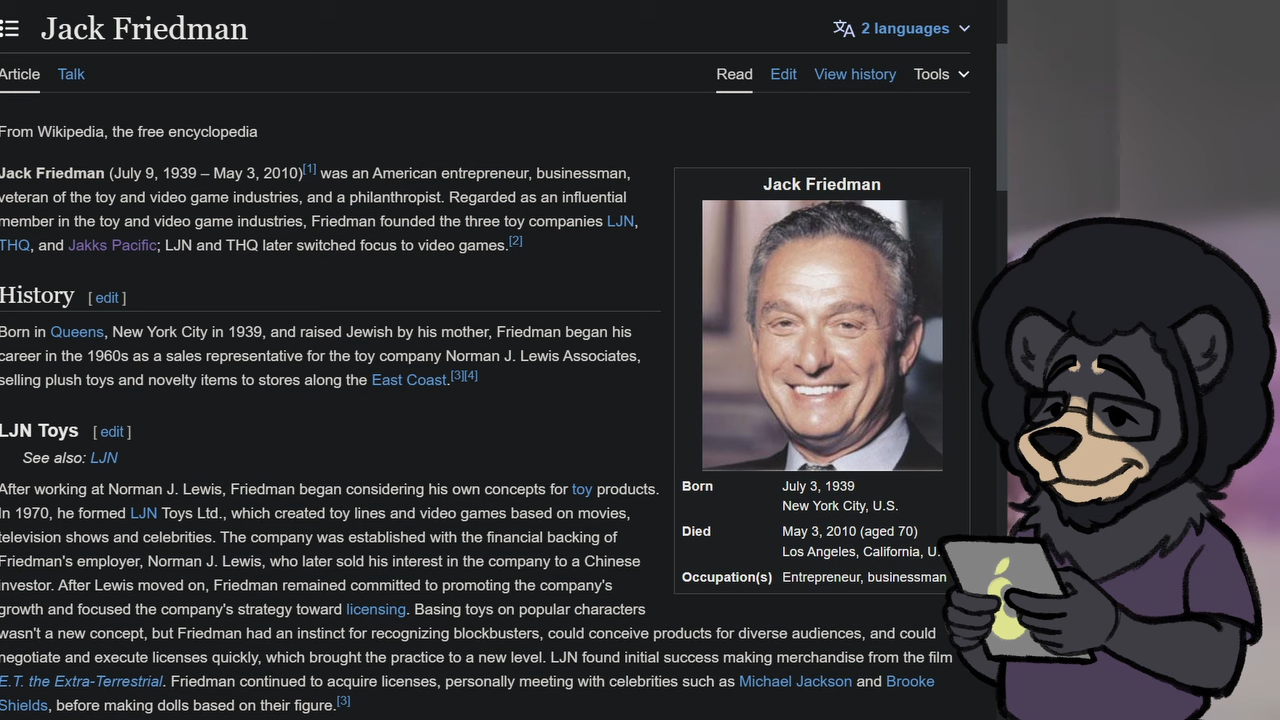 Jack Friedman
2 languages
Article Talk
Read Edit View history Tools
From Wikipedia, the free encyclopedia
Jack Friedman (July 9, 1939 – May 3, 2010)[1] was an American entrepreneur, businessman,
veteran of the toy and video game industries, and a philanthropist. Regarded as an influential
member in the toy and video game industries, Friedman founded the three toy companies LJN,
THQ, and Jakks Pacific; LJN and THQ later switched focus to video games.[2]
History [ edit ]
Born in Queens, New York City in 1939, and raised Jewish by his mother, Friedman began his
career in the 1960s as a sales representative for the toy company Norman J. Lewis Associates,
selling plush toys and novelty items to stores along the East Coast.[3][4]
LJN Toys [ edit ]
See also: LJN
After working at Norman J. Lewis, Friedman began considering his own concepts for toy products.
In 1970, he formed LJN Toys Ltd., which created toy lines and video games based on movies,
television shows and celebrities. The company was established with the financial backing of
Friedman's employer, Norman J. Lewis, who later sold his interest in the company to a Chinese
investor. After Lewis moved on, Friedman remained committed to promoting the company's
growth and focused the company's strategy toward licensing. Basing toys on popular characters
wasn't a new concept, but Friedman had an instinct for recognizing blockbusters, could conceive products for diverse audiences, and could
negotiate and execute licenses quickly, which brought the practice to a new level. LJN found initial success making merchandise from the film
E.T. the Extra-Terrestrial. Friedman continued to acquire licenses, personally meeting with celebrities such as Michael Jackson and Brooke
Shields, before making dolls based on their figure.[3]
Jack Friedman
Born July 3, 1939
New York City, U.S.
Died May 3, 2010 (aged 70)
Los Angeles, California, U.
Occupation(s) Entrepreneur, businessman